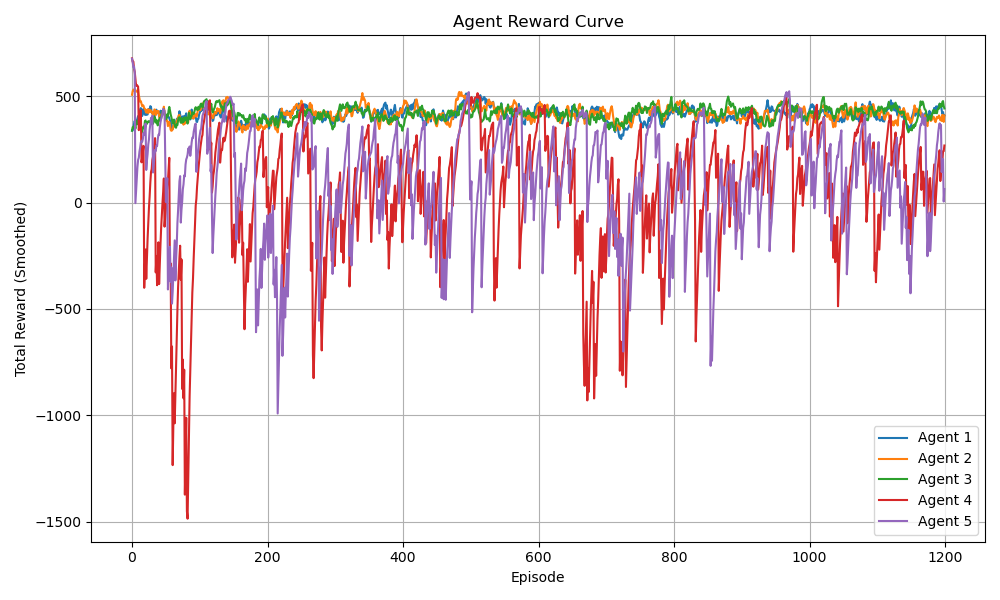 Agent Reward Curve
Total Reward (Smoothed)
500
0
−500
−1000
−1500
0 200 400 600 800 1000 1200
Episode
Agent 1
Agent 2
Agent 3
Agent 4
Agent 5